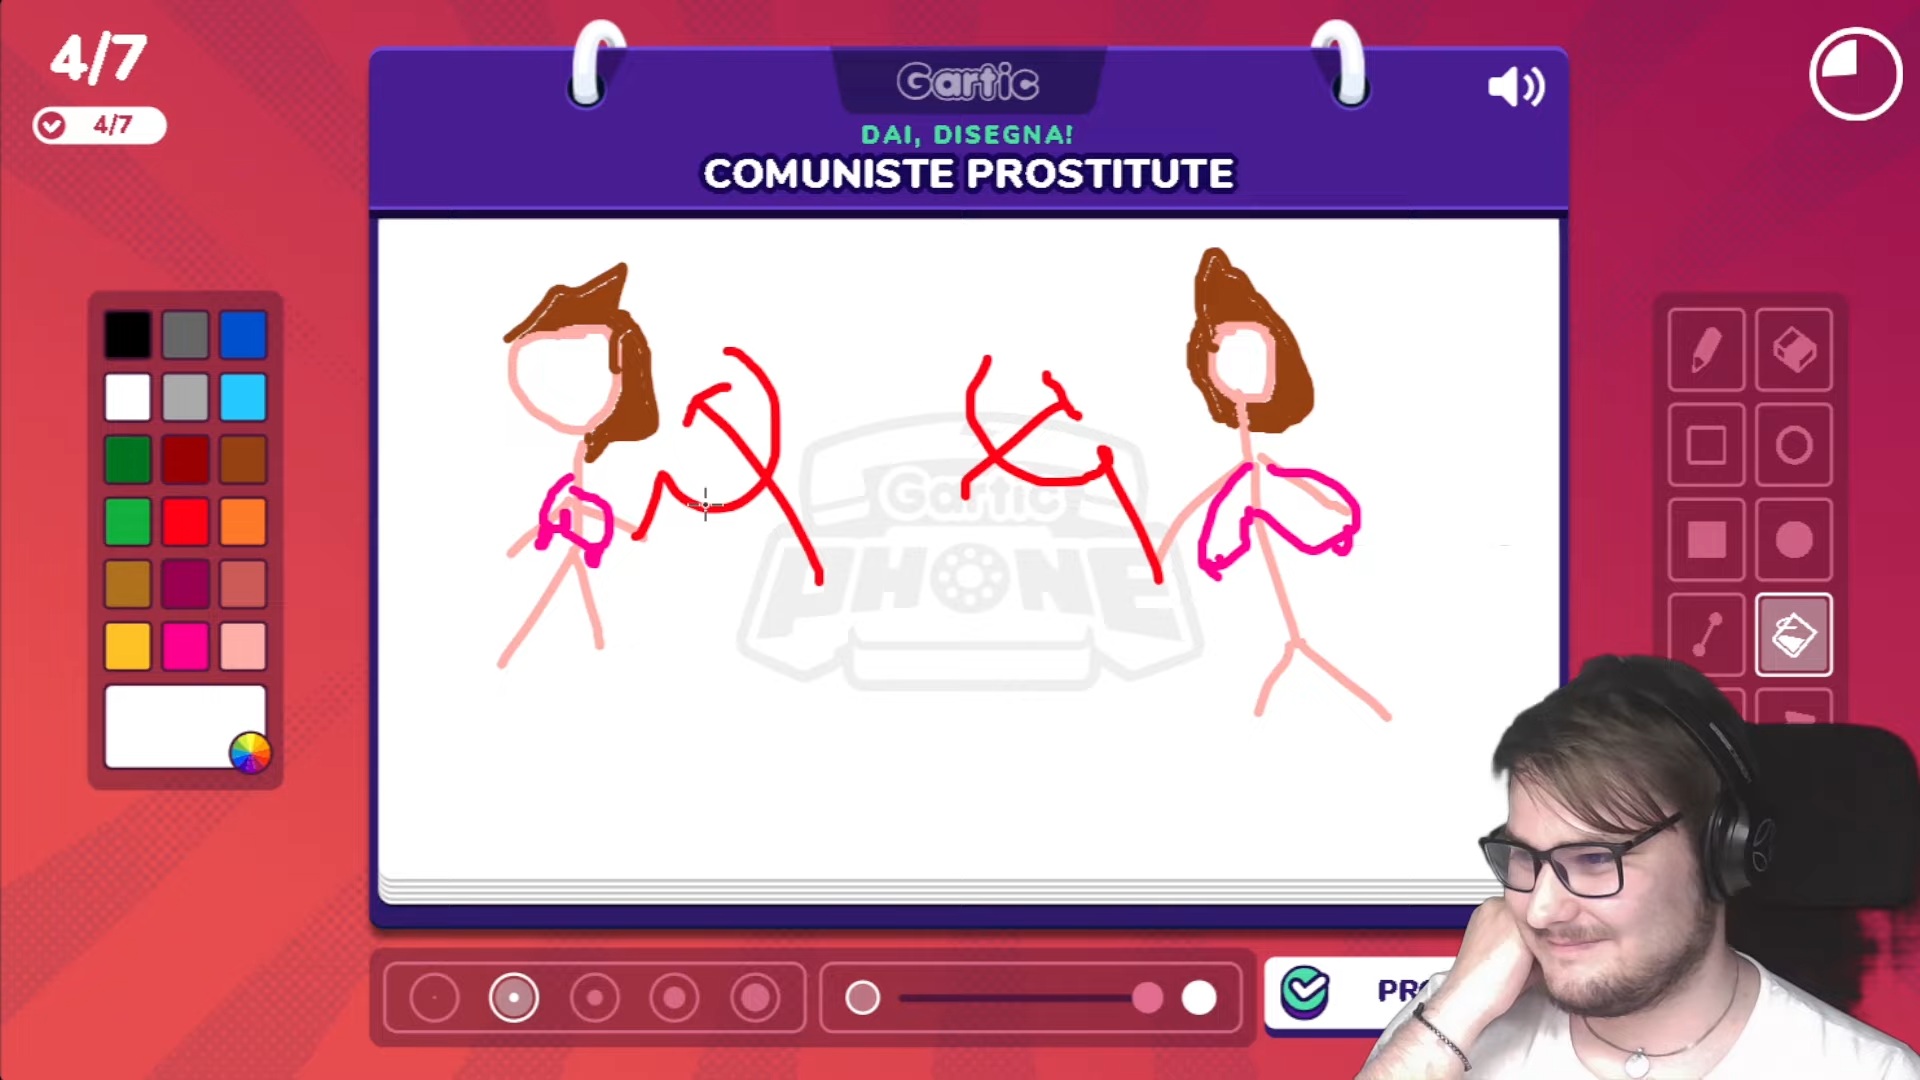 4/7
4/7
Gartic
DAI, DISEGNA!
COMUNISTE PROSTITUTE
Gartic
PHONE